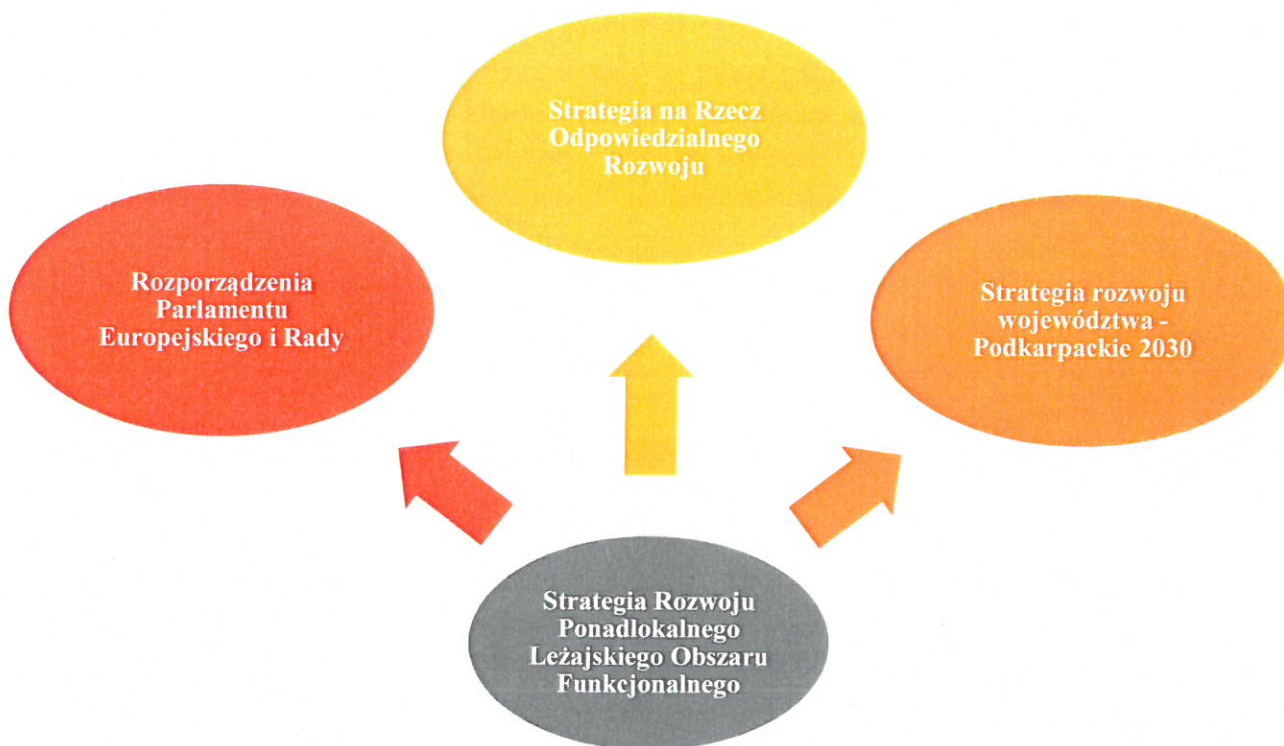 Strategia na Rzecz
Odpowiedzialnego
Rozwoju
Rozporządzenia
Parlamentu
Europejskiego i Rady
Strategia rozwoju
województwa -
Podkarpackie 2030
Strategia Rozwoju
Ponadlokalnego
Leżajskiego Obszaru
Funkcjonalnego